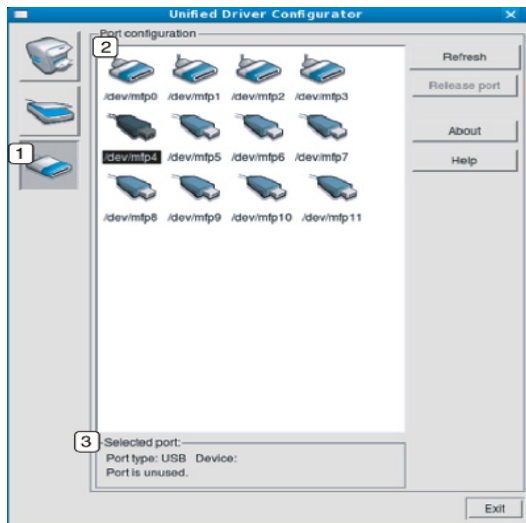 Unified Driver Configurator
Port configuration
2
Refresh
/dev/mfp0 /dev/mfp1 /dev/mfp2 /dev/mfp3
Release port
About
1
/dev/mfp4 /dev/mfp5 /dev/mfp6 /dev/mfp7
Help
/dev/mfp8 /dev/mfp9 /dev/mfp10 /dev/mfp11
3
Selected port:
Port type: USB Device:
Port is unused.
Exit